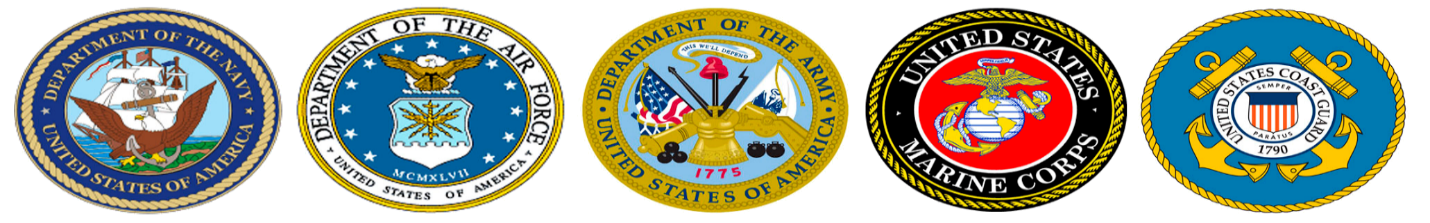 DEPARTMENT OF THE NAVY
UNITED STATES OF AMERICA
DEPARTMENT OF THE AIR FORCE
MCMXLVII
UNITED STATES OF AMERICA
DEPARTMENT OF THE ARMY
THIS WE'LL DEFEND
1775
UNITED STATES OF AMERICA
UNITED STATES
MARINE CORPS
UNITED STATES COAST GUARD
SEMPER
PARATUS
1790